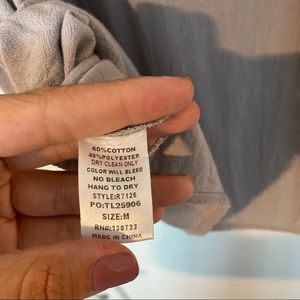 60%COTTON
40%POLYESTER
DRY CLEAN ONLY
COLOR WILL BLEED
NO BLEACH
HANG TO DRY
STYLE:R7126
PO:TL25906
SIZE:M
RN#:130733
MADE IN CHINA